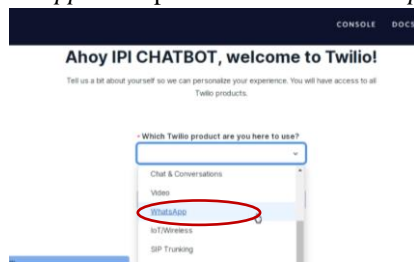 CONSOLE DOCS
Ahoy IPI CHATBOT, welcome to Twilio!
Tell us a bit about yourself so we can personalize your experience. You will have access to all
Twilio products.
- Which Twilio product are you here to use?
Chat & Conversations
Video
WhatsApp
IoT/Wireless
SIP Trunking